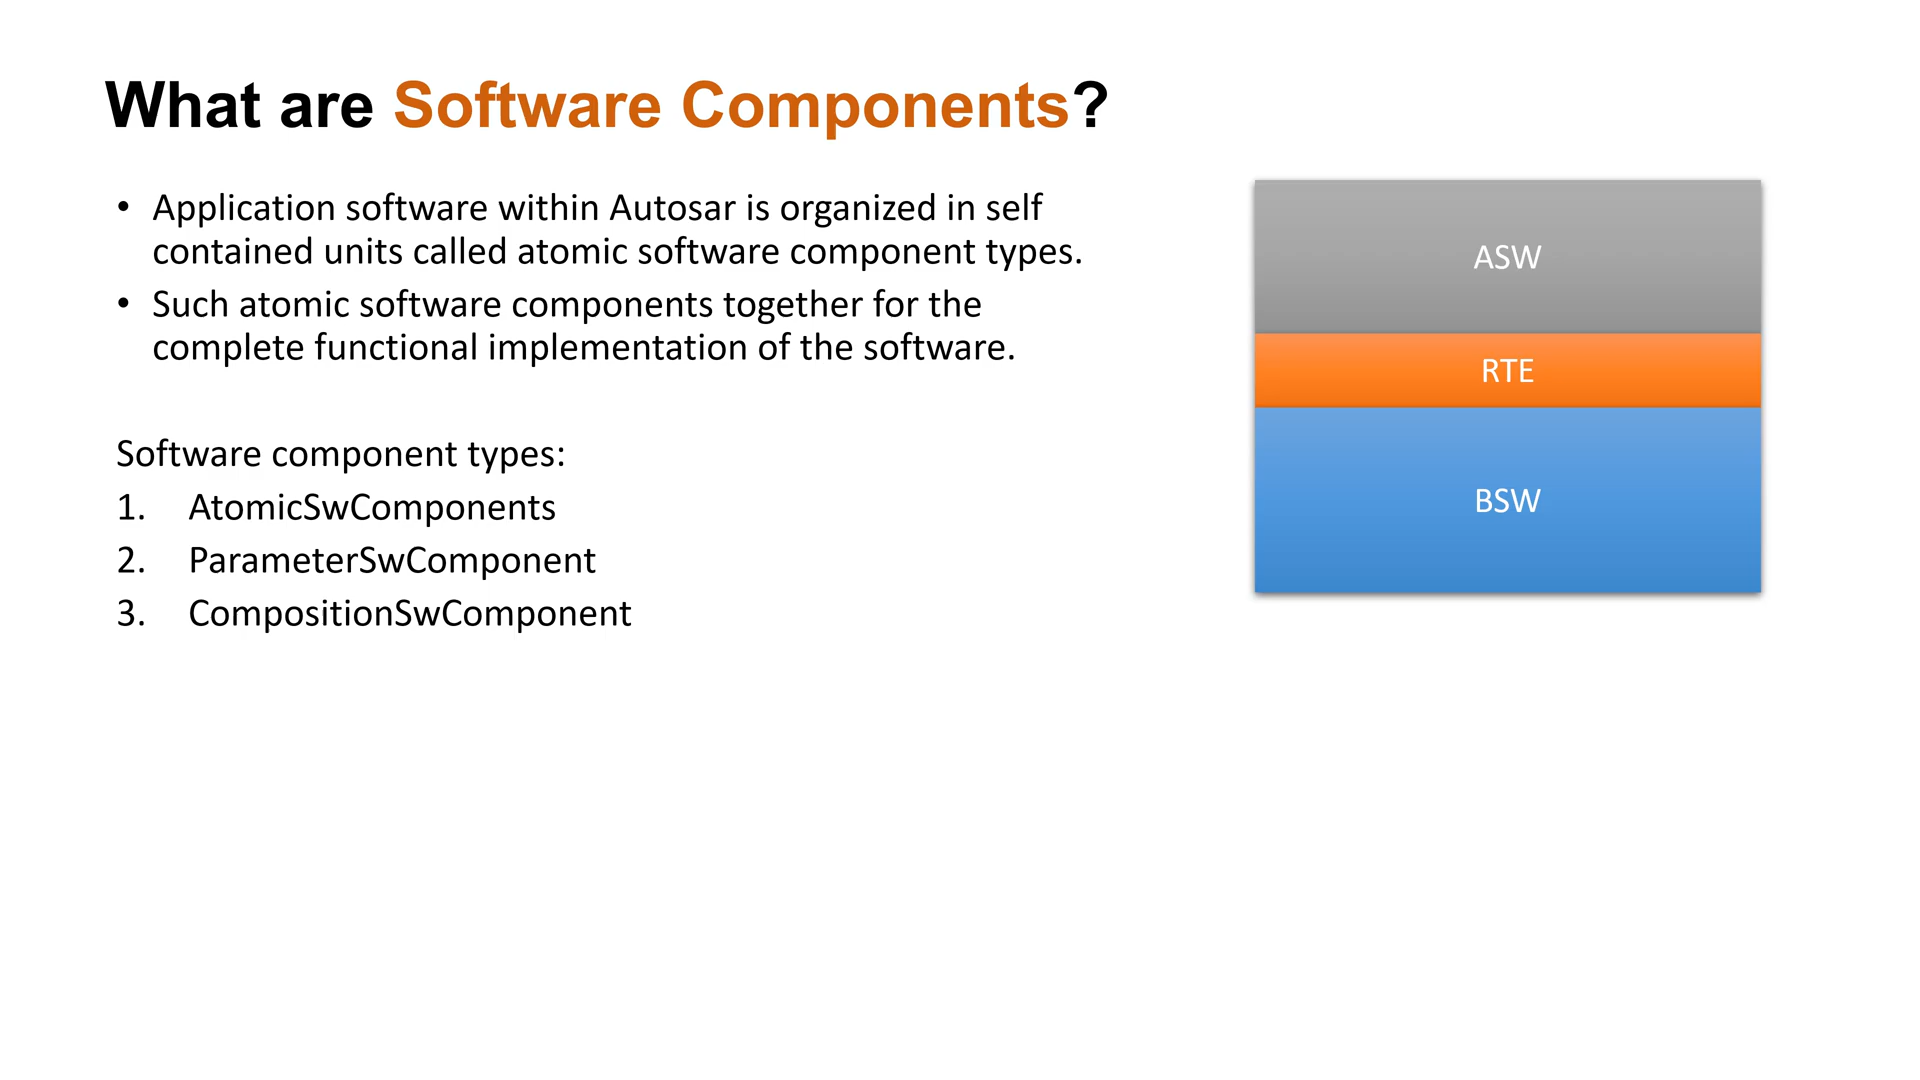 What are Software Components?
• Application software within Autosar is organized in self
contained units called atomic software component types.
• Such atomic software components together for the
complete functional implementation of the software.
Software component types:
1. AtomicSwComponents
2. ParameterSwComponent
3. CompositionSwComponent
ASW
RTE
BSW